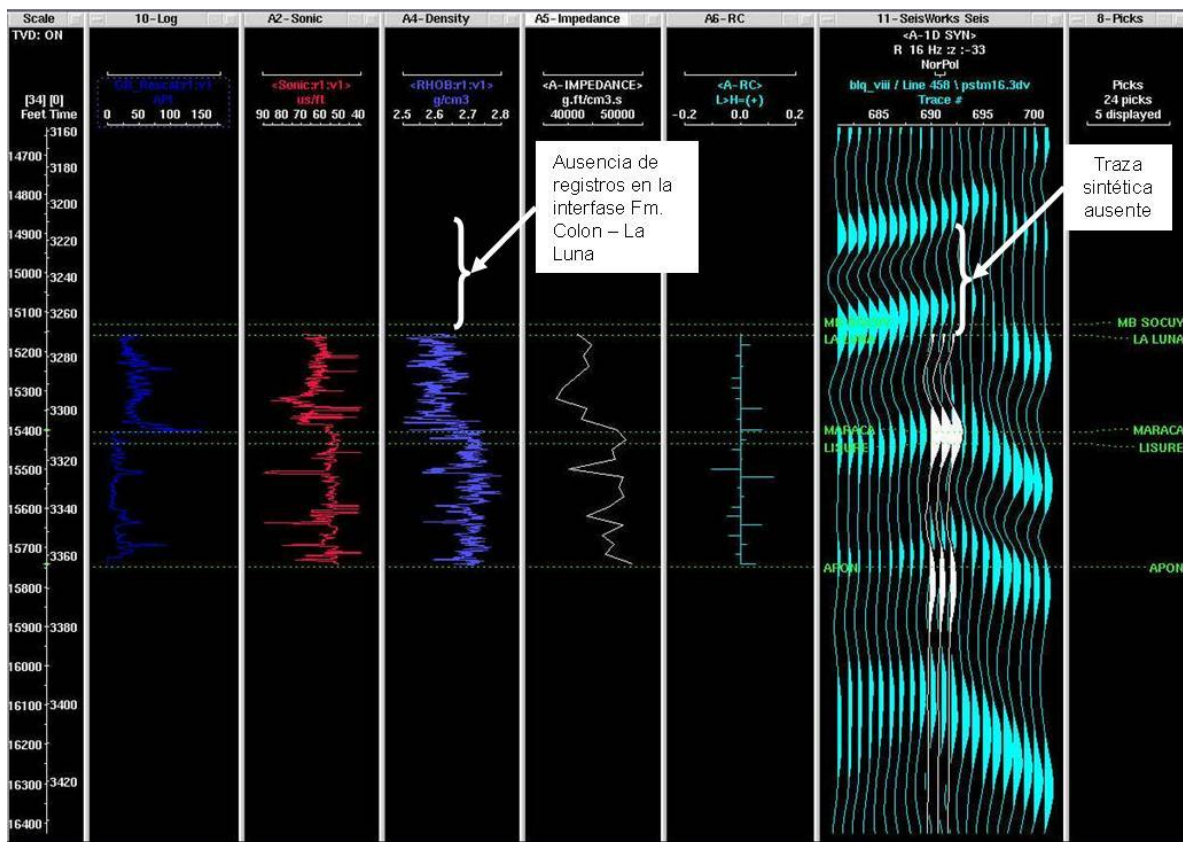 Scale
TVD: ON
[34] [0]
Feet Time
3160
14700
3180
14800
3200
14900
3220
15000
3240
15100
3260
15200
3280
15300
3300
15400
3320
15500
15600
3340
15700
3360
15800
3380
15900
16000
3400
16100
16200
3420
16300
16400
10-Log
API
0 50 100 150
A2-Sonic
<Sonic:r1:v1>
us/ft
90 80 70 60 50 40
A4-Density
<RHOB:r1:v1>
g/cm3
2.5 2.6 2.7 2.8
A5-Impedance
<A-IMPEDANCE>
g.ft/cm3.s
40000 50000
A6-RC
<A-RC>
L>H=(+)
-0.2 0.0 0.2
11-SeisWorks Seis
<A-1D SYN>
R 16 Hz :z :-33
NorPol
blq_viii / Line 458 \ pstm16.3dv
Trace #
685 690 695 700
8-Picks
Picks
24 picks
5 displayed
Ausencia de
registros en la
interfase Fm.
Colon – La
Luna
Traza
sintética
ausente
LA LUNA
MARACA
LISURE
APON
MB SOCUY
LA LUNA
MARACA
LISURE
APON